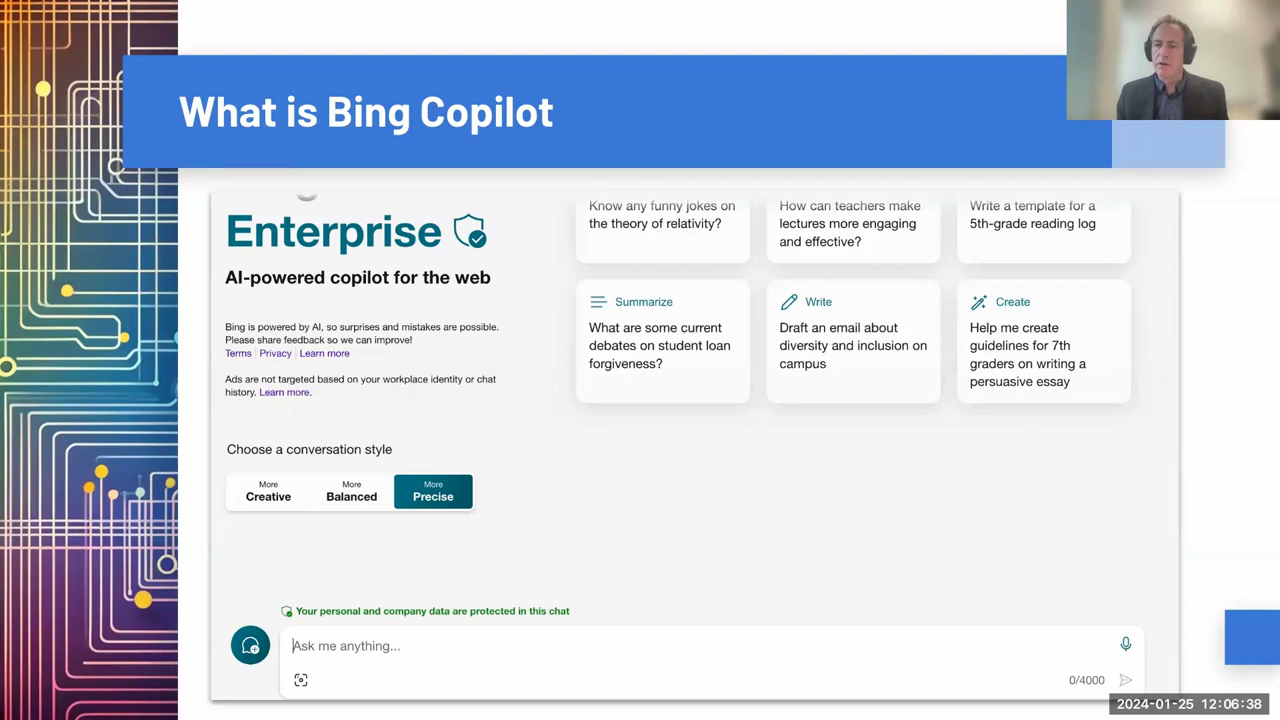 What is Bing Copilot
Enterprise
AI-powered copilot for the web
Bing is powered by AI, so surprises and mistakes are possible.
Please share feedback so we can improve!
Terms | Privacy | Learn more
Ads are not targeted based on your workplace identity or chat
history. Learn more.
Choose a conversation style
More
Creative
More
Balanced
More
Precise
Know any funny jokes on
the theory of relativity?
How can teachers make
lectures more engaging
and effective?
Write a template for a
5th-grade reading log
Summarize
What are some current
debates on student loan
forgiveness?
Write
Draft an email about
diversity and inclusion on
campus
Create
Help me create
guidelines for 7th
graders on writing a
persuasive essay
Your personal and company data are protected in this chat
Ask me anything...
0/4000
2024-01-25 12:06:38